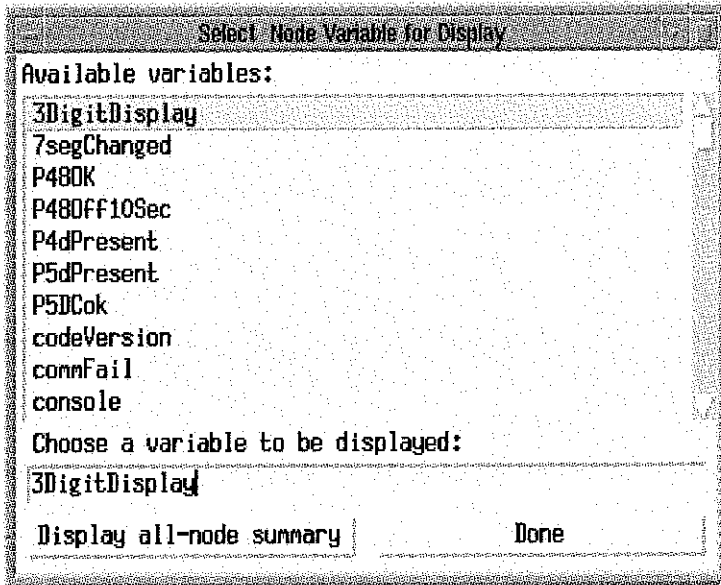 Select Node Variable for Display
Available variables:
3DigitDisplay
7segChanged
P48OK
P48Off10Sec
P4dPresent
P5dPresent
P5DCok
codeVersion
commFail
console
Choose a variable to be displayed:
3DigitDisplay
Display all-node summary
Done